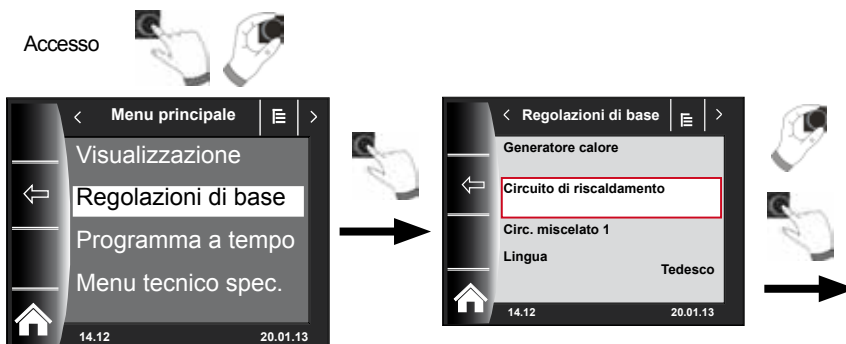 Accesso
Menu principale
Visualizzazione
Regolazioni di base
Programma a tempo
Menu tecnico spec.
14.12 20.01.13
Regolazioni di base
Generatore calore
Circuito di riscaldamento
Circ. miscelato 1
Lingua
Tedesco
14.12 20.01.13